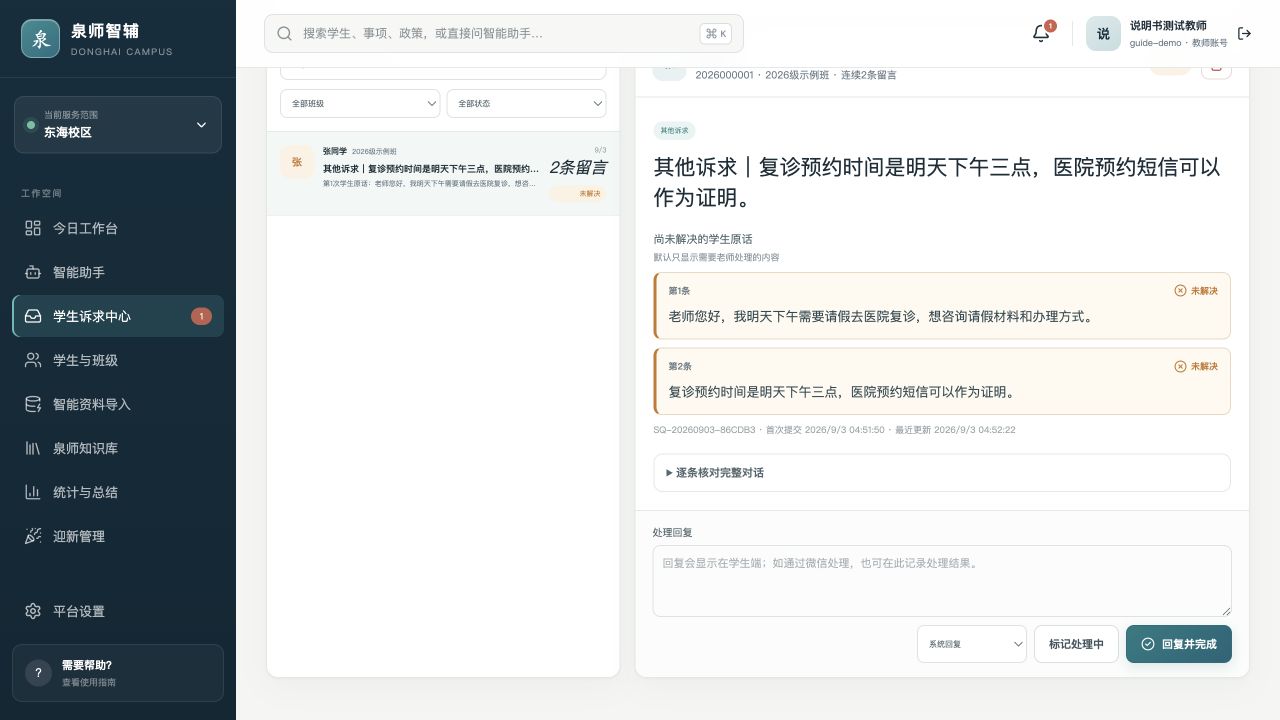 泉
泉师智辅
DONGHAI CAMPUS
当前服务范围
东海校区
工作空间
今日工作台
智能助手
学生诉求中心
1
学生与班级
智能资料导入
泉师知识库
统计与总结
迎新管理
平台设置
?
需要帮助?
查看使用指南
搜索学生、事项、政策，或直接问智能助手...
⌘ K
1
说
说明书测试教师
guide-demo · 教师账号
全部班级
全部状态
张
张同学 2026级示例班
9/3
其他诉求｜复诊预约时间是明天下午三点，医院预约...
2条留言
第1次学生原话：老师您好，我明天下午需要请假去医院复诊，想咨...
未解决
2026000001 · 2026级示例班 · 连续2条留言
其他诉求
其他诉求｜复诊预约时间是明天下午三点，医院预约短信可以
作为证明。
尚未解决的学生原话
默认只显示需要老师处理的内容
第1条
未解决
老师您好，我明天下午需要请假去医院复诊，想咨询请假材料和办理方式。
第2条
未解决
复诊预约时间是明天下午三点，医院预约短信可以作为证明。
SQ-20260903-86CDB3 · 首次提交 2026/9/3 04:51:50 · 最近更新 2026/9/3 04:52:22
▶ 逐条核对完整对话
处理回复
回复会显示在学生端；如通过微信处理，也可在此记录处理结果。
系统回复
标记处理中
回复并完成